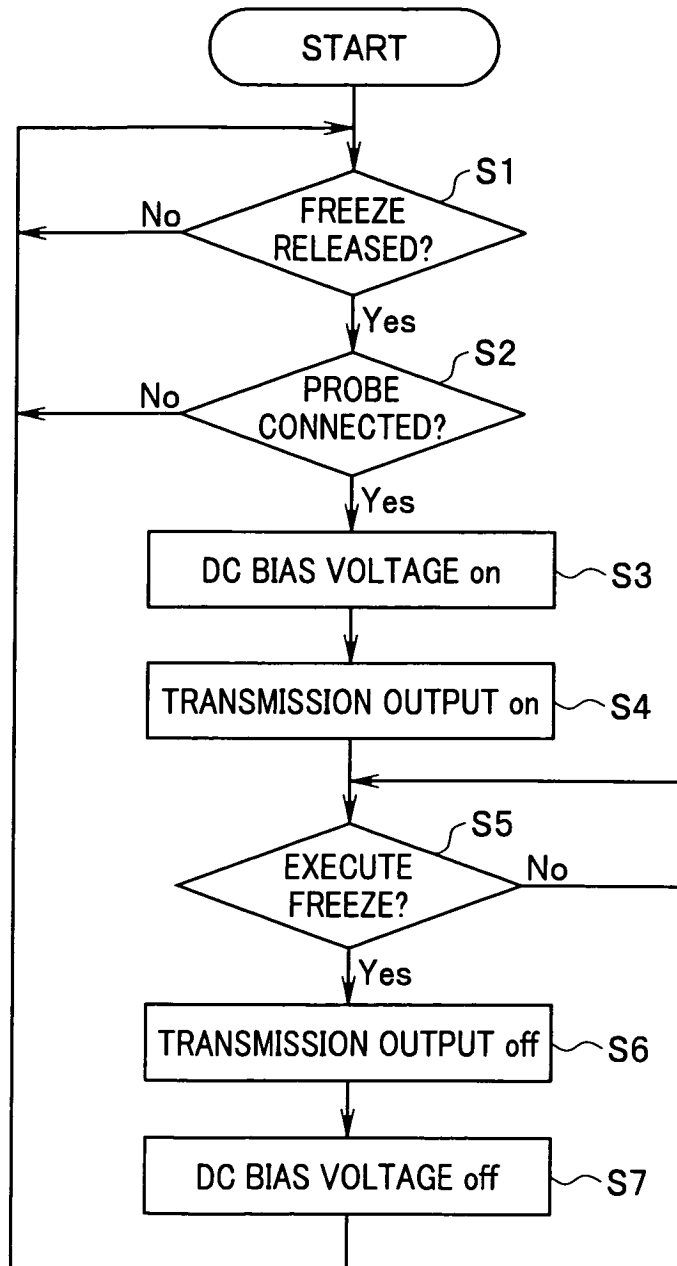 START
S1
No
FREEZE
RELEASED?
Yes
S2
No
PROBE
CONNECTED?
Yes
DC BIAS VOLTAGE on
S3
TRANSMISSION OUTPUT on
S4
S5
EXECUTE
FREEZE?
No
Yes
TRANSMISSION OUTPUT off
S6
DC BIAS VOLTAGE off
S7